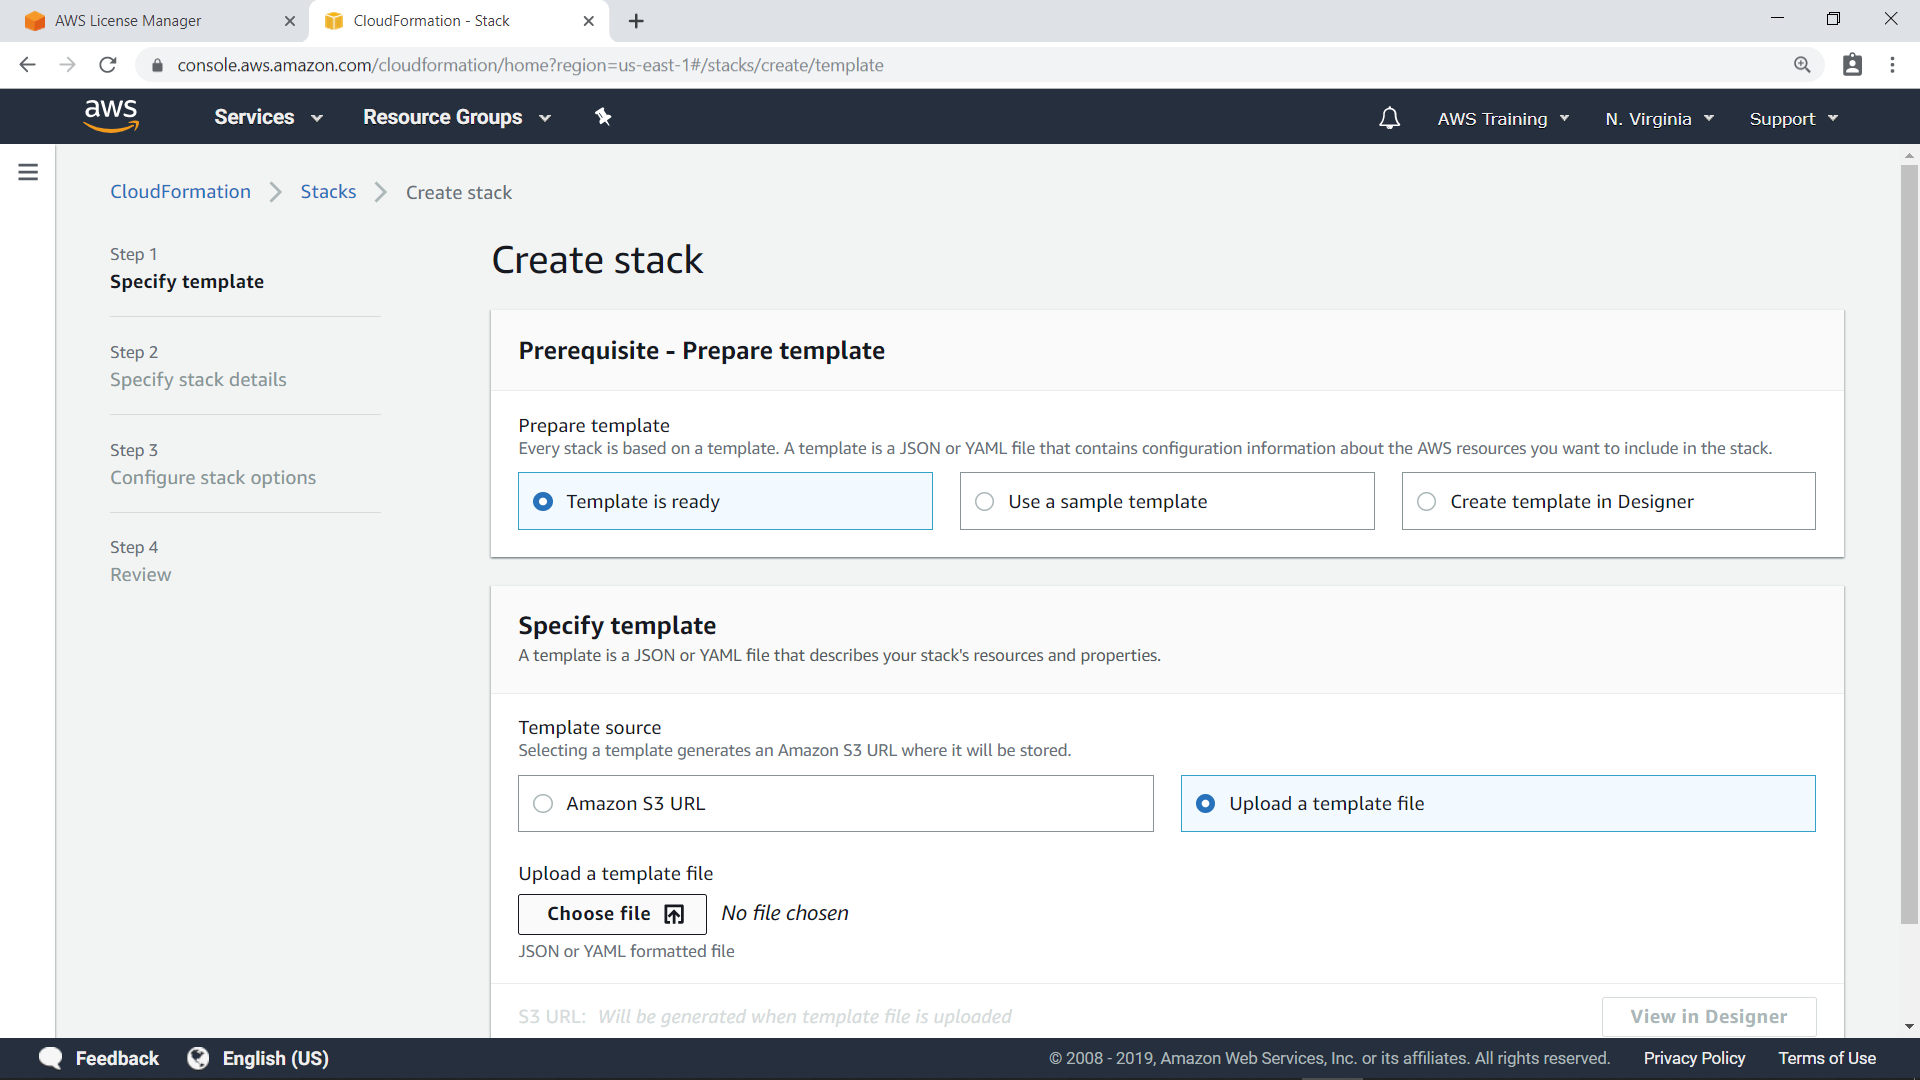 AWS License Manager
CloudFormation - Stack
console.aws.amazon.com/cloudformation/home?region=us-east-1#/stacks/create/template
aws
Services
Resource Groups
AWS Training
N. Virginia
Support
CloudFormation
Stacks
Create stack
Step 1
Specify template
Step 2
Specify stack details
Step 3
Configure stack options
Step 4
Review
Create stack
Prerequisite - Prepare template
Prepare template
Every stack is based on a template. A template is a JSON or YAML file that contains configuration information about the AWS resources you want to include in the stack.
Template is ready
Use a sample template
Create template in Designer
Specify template
A template is a JSON or YAML file that describes your stack's resources and properties.
Template source
Selecting a template generates an Amazon S3 URL where it will be stored.
Amazon S3 URL
Upload a template file
Upload a template file
Choose file
No file chosen
JSON or YAML formatted file
S3 URL: Will be generated when template file is uploaded
View in Designer
Feedback
English (US)
© 2008 - 2019, Amazon Web Services, Inc. or its affiliates. All rights reserved.
Privacy Policy
Terms of Use